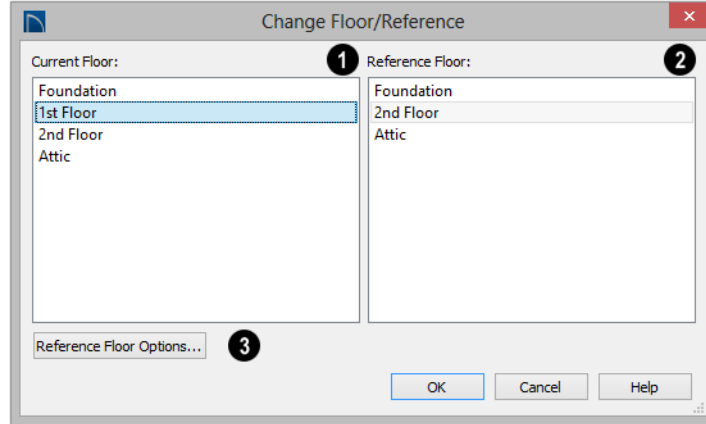 Change Floor/Reference
×
Current Floor:
1
Foundation
1st Floor
2nd Floor
Attic
Reference Floor:
2
Foundation
2nd Floor
Attic
Reference Floor Options...
3
OK
Cancel
Help